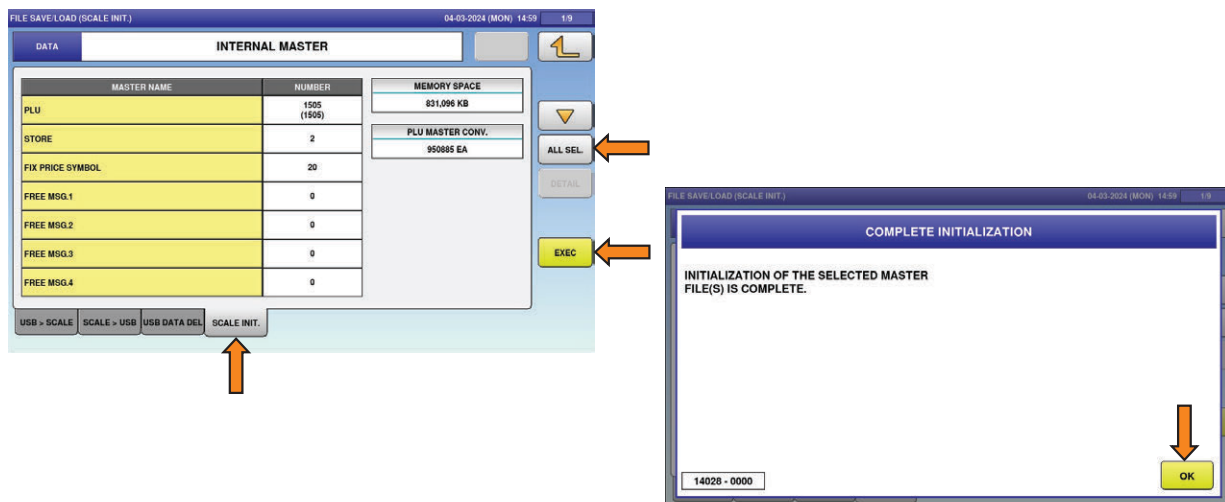 FILE SAVE/LOAD (SCALE INIT.) 04-03-2024 (MON) 14:59 1/9
DATA INTERNAL MASTER
MASTER NAME NUMBER
PLU 1505
(1505)
STORE 2
FIX PRICE SYMBOL 20
FREE MSG.1 0
FREE MSG.2 0
FREE MSG.3 0
FREE MSG.4 0
MEMORY SPACE
831,096 KB
PLU MASTER CONV.
950885 EA
ALL SEL.
DETAIL
EXEC
USB > SCALE SCALE > USB USB DATA DEL SCALE INIT.
FILE SAVE/LOAD (SCALE INIT.) 04-03-2024 (MON) 14:59 1/9
COMPLETE INITIALIZATION
INITIALIZATION OF THE SELECTED MASTER
FILE(S) IS COMPLETE.
14028 - 0000
OK